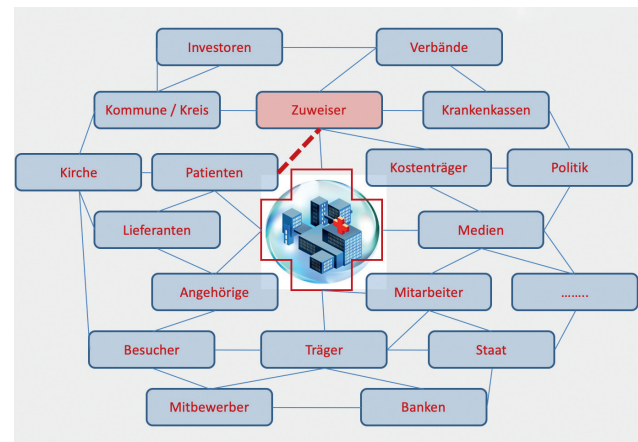 Investoren
Verbände
Kommune / Kreis
Zuweiser
Krankenkassen
Kirche
Patienten
Kostenträger
Politik
Lieferanten
Medien
Angehörige
Mitarbeiter
........
Besucher
Träger
Staat
Mitbewerber
Banken